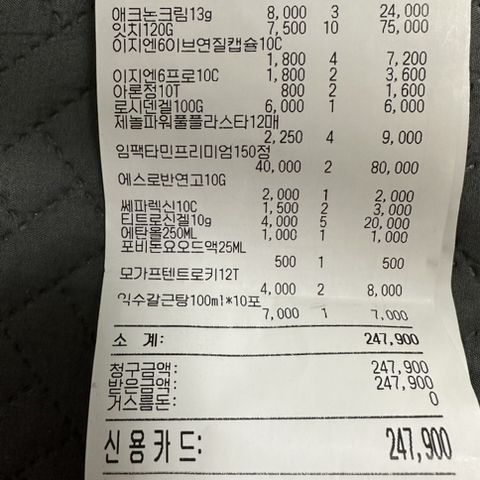 애크논크림13g 8,000 3 24,000
잇치120G 7,500 10 75,000
이지엔6이브연질캡슐10C
1,800 4 7,200
이지엔6프로10C 1,800 2 3,600
아론정10T 800 2 1,600
로시덴겔100G 6,000 1 6,000
제놀파워풀플라스타12매
2,250 4 9,000
임팩타민프리미엄150정
40,000 2 80,000
에스로반연고10G
2,000 1 2,000
쎄파렉신10C 1,500 2 3,000
티트로신겔10g 4,000 5 20,000
에탄올250ML 1,000 1 1,000
포비돈요오드액25ML
500 1 500
모가프텐트로키12T
4,000 2 8,000
익수갈근탕100ml*10포
7,000 1 7,000
소 계: 247,900
청구금액: 247,900
받은금액: 247,900
거스름돈: 0
신용카드: 247,900